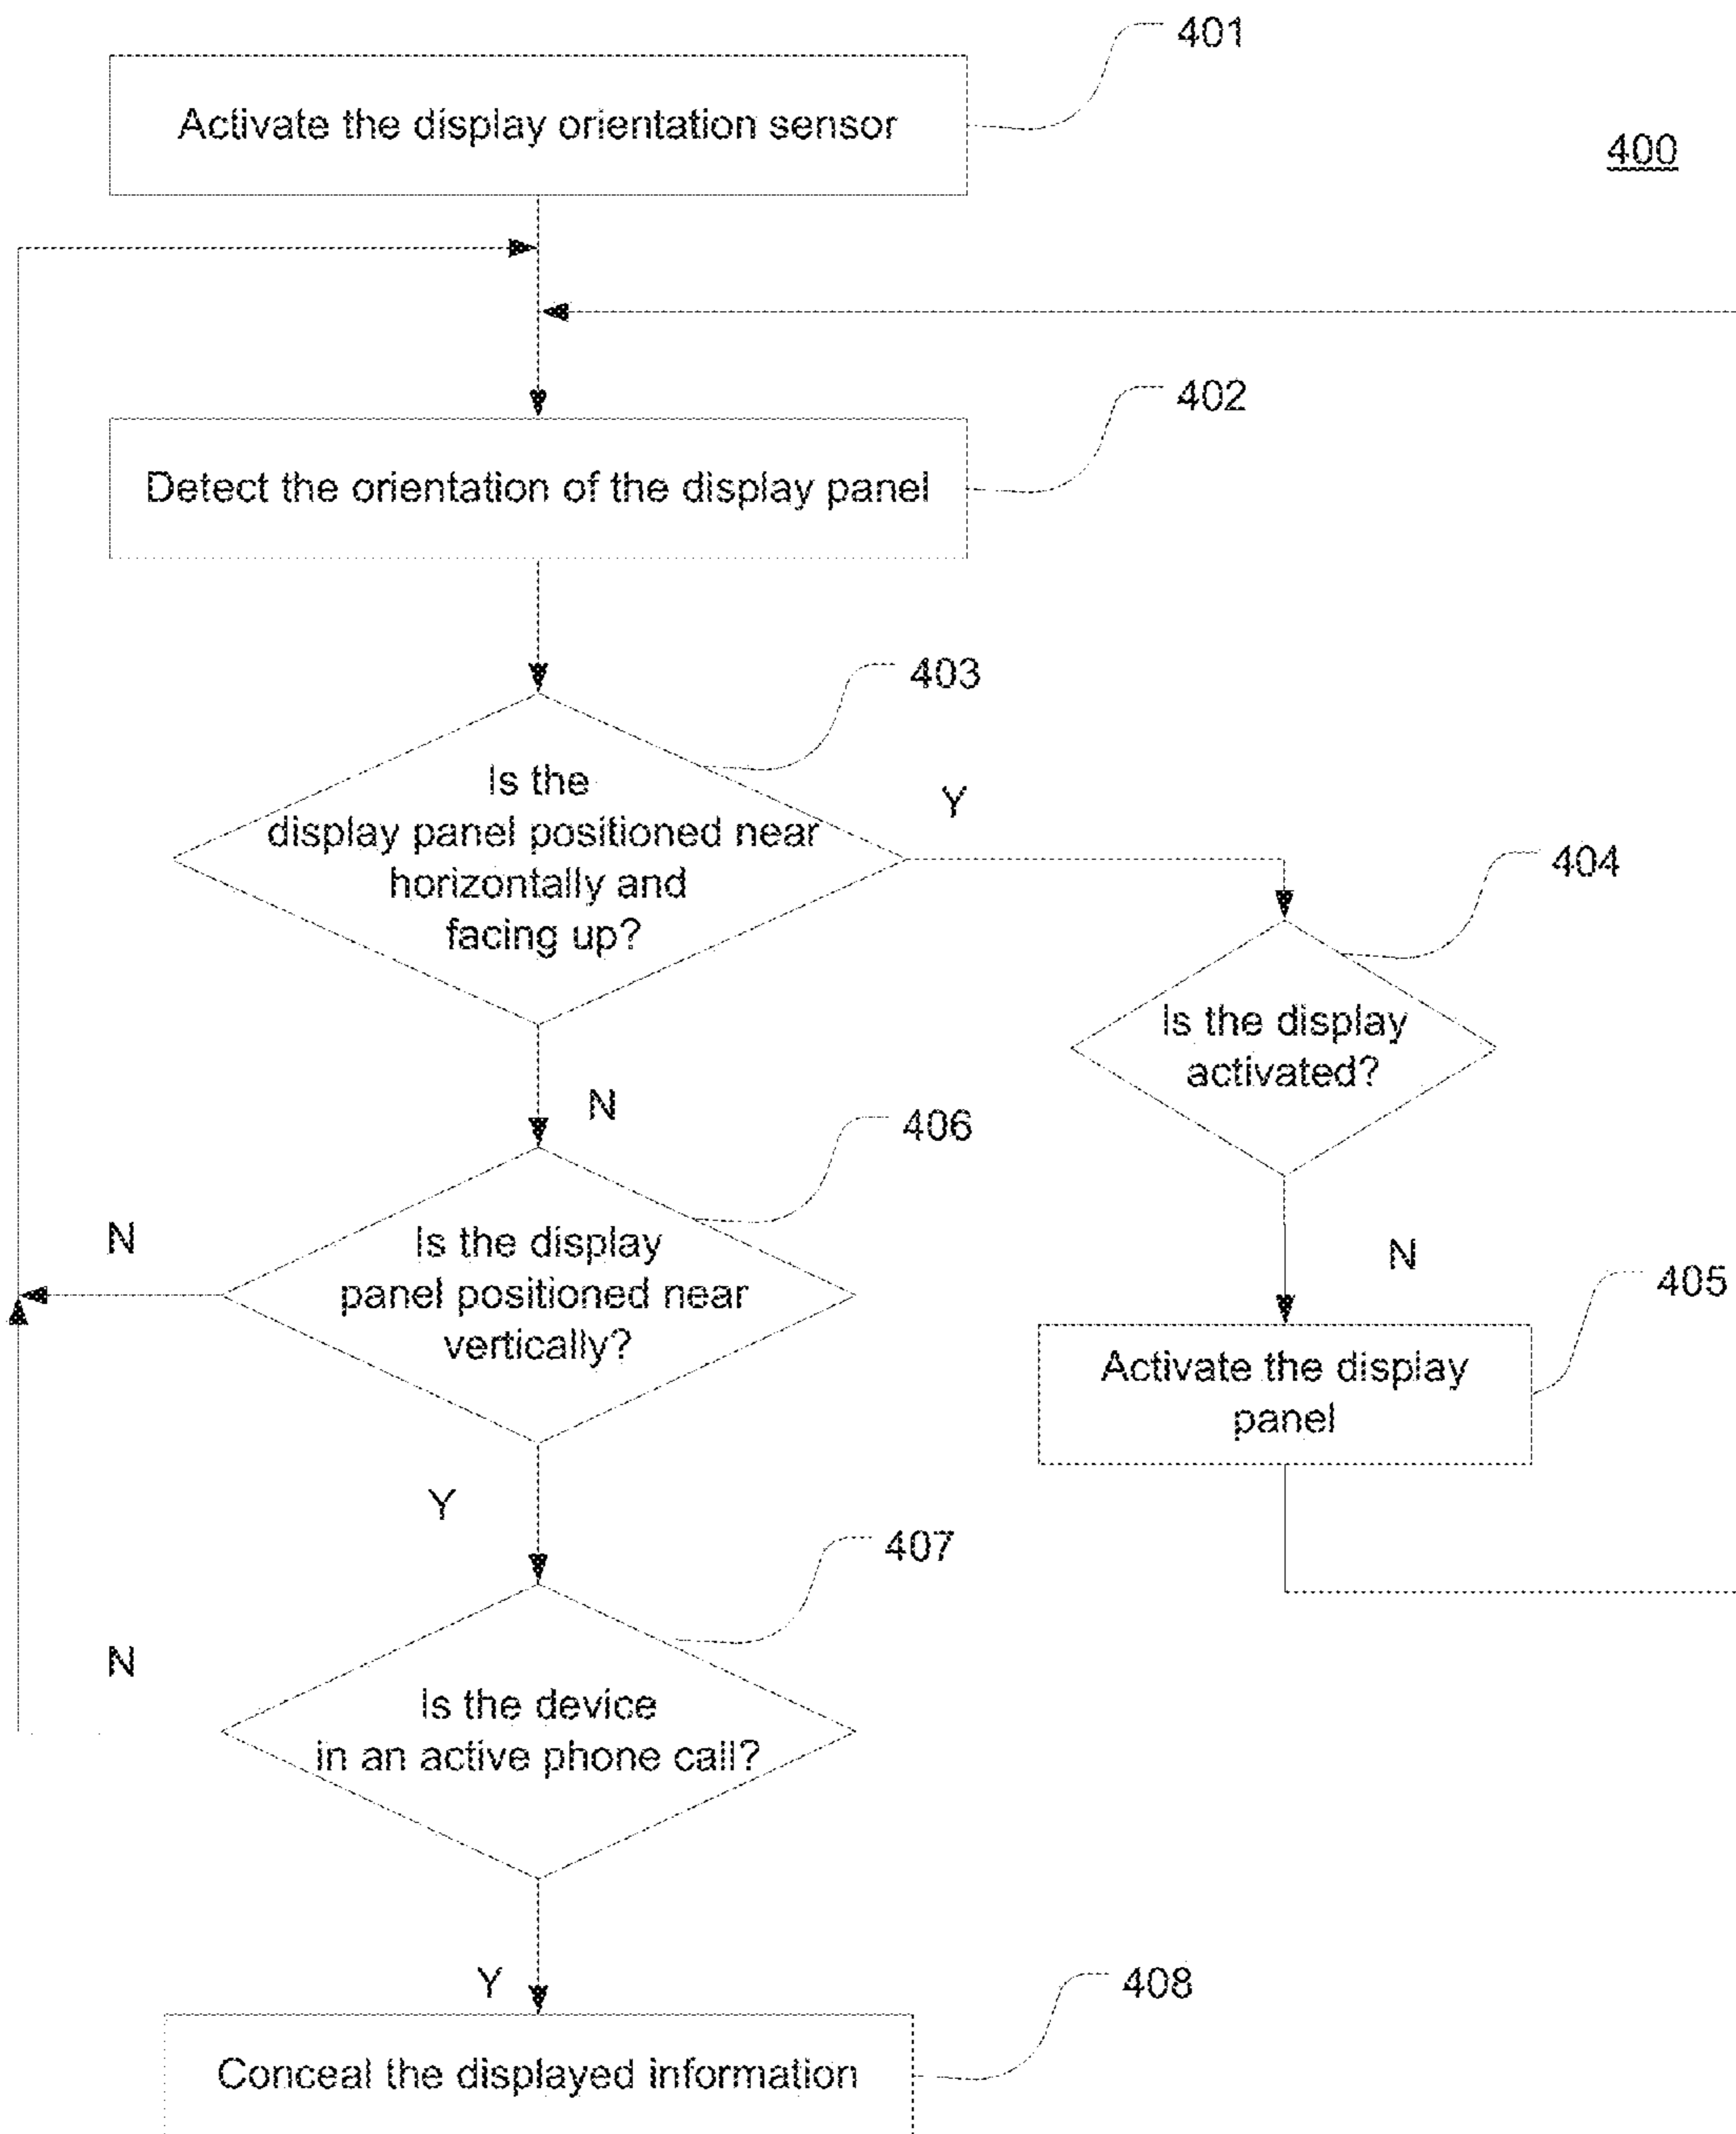 401
Activate the display orientation sensor
400
402
Detect the orientation of the display panel
403
Is the
display panel positioned near
horizontally and
facing up?
Y
404
Is the display
activated?
N
406
N
Is the display
panel positioned near
vertically?
N
405
Activate the display
panel
Y
407
N
Is the device
in an active phone call?
Y
408
Conceal the displayed information